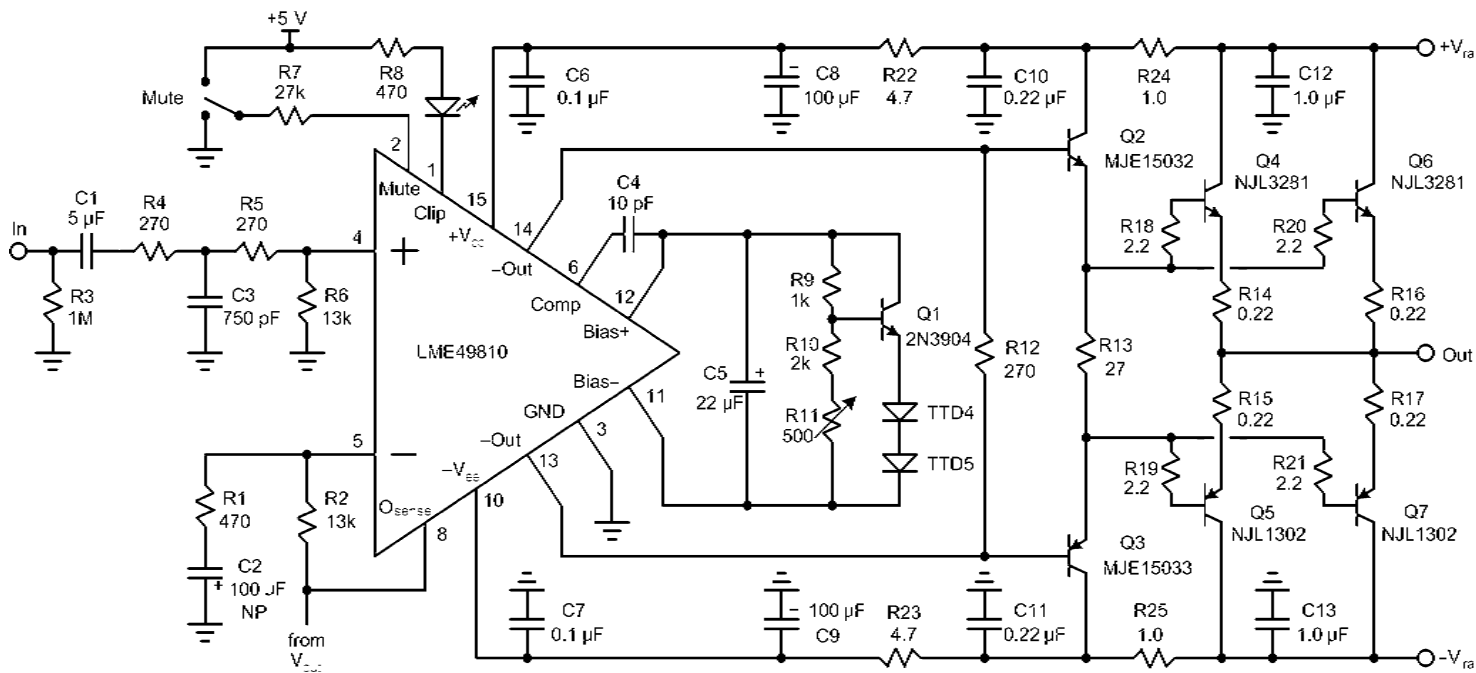 +5 V
R7
27k
R8
470
Mute
2
1
Mute
Clip
15
+Vcc
14
–Out
6
Comp
12
Bias+
In
C1
5 µF
R4
270
R5
270
4
R3
1M
C3
750 pF
R6
13k
LME49810
C4
10 pF
C6
0.1 µF
– C8
100 µF
R22
4.7
C10
0.22 µF
R24
1.0
C12
1.0 µF
+Vra
Q2
MJE15032
Q4
NJL3281
Q6
NJL3281
R18
2.2
R20
2.2
R9
1k
Q1
2N3904
R10
2k
C5
22 µF
+
R11
500
TTD4
TTD5
R12
270
R13
27
R14
0.22
R16
0.22
Out
R15
0.22
R17
0.22
Bias–
11
GND
3
–Out
13
–Vee
10
Osense
8
5
R1
470
R2
13k
C2
100 µF
+
NP
from
Vout
R19
2.2
R21
2.2
Q5
NJL1302
Q7
NJL1302
Q3
MJE15033
C7
0.1 µF
– 100 µF
C9
R23
4.7
C11
0.22 µF
R25
1.0
C13
1.0 µF
–Vra